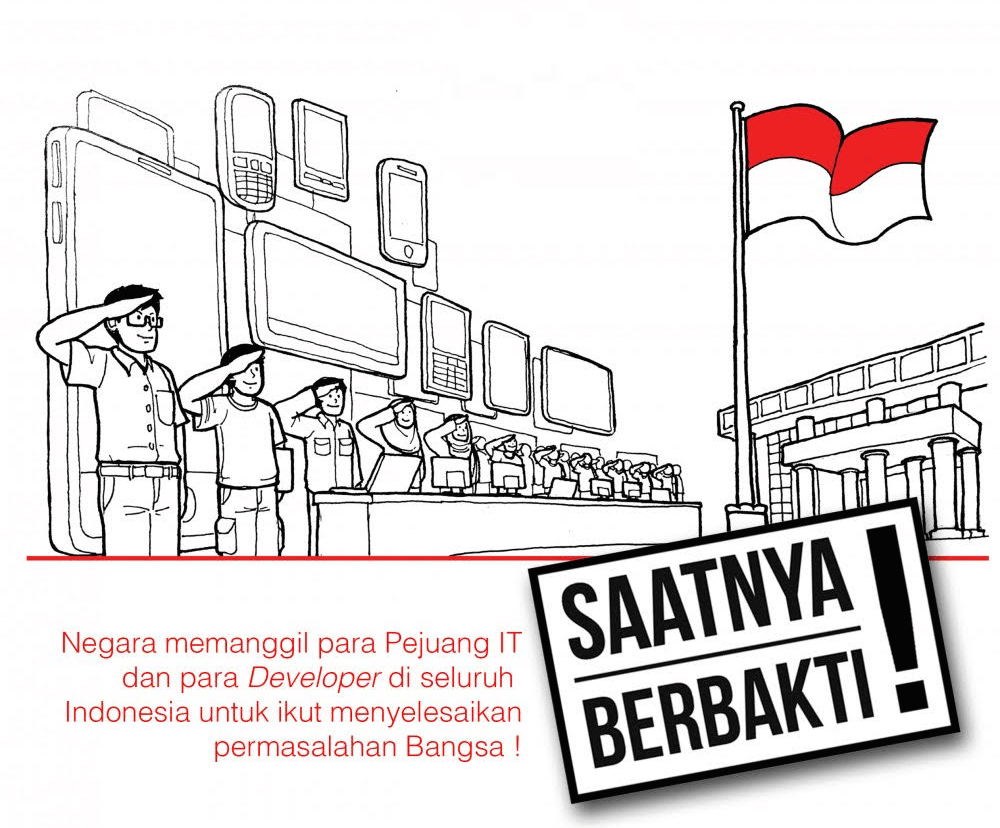 Negara memanggil para Pejuang IT
dan para Developer di seluruh
Indonesia untuk ikut menyelesaikan
permasalahan Bangsa !
SAATNYA
BERBAKTI !